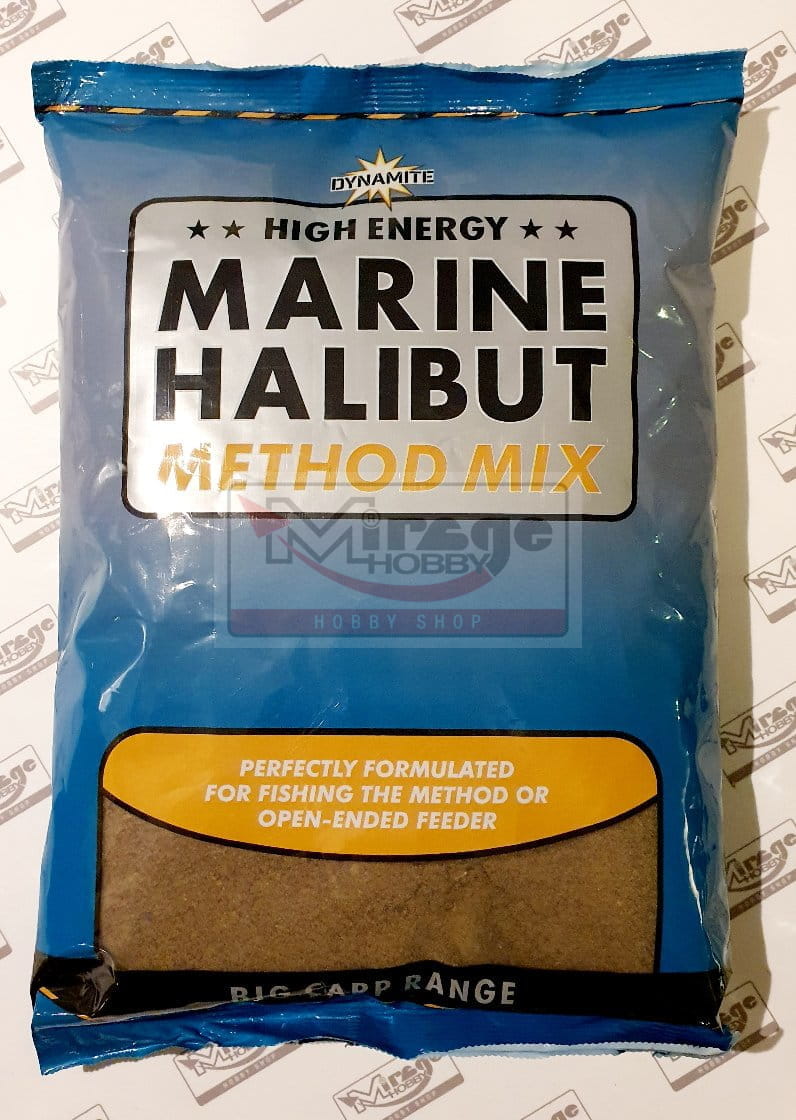 DYNAMITE
HIGH ENERGY
MARINE
HALIBUT
METHOD MIX
Mirage®
HOBBY
HOBBY SHOP
PERFECTLY FORMULATED
FOR FISHING THE METHOD OR
OPEN-ENDED FEEDER
BIG CARP RANGE